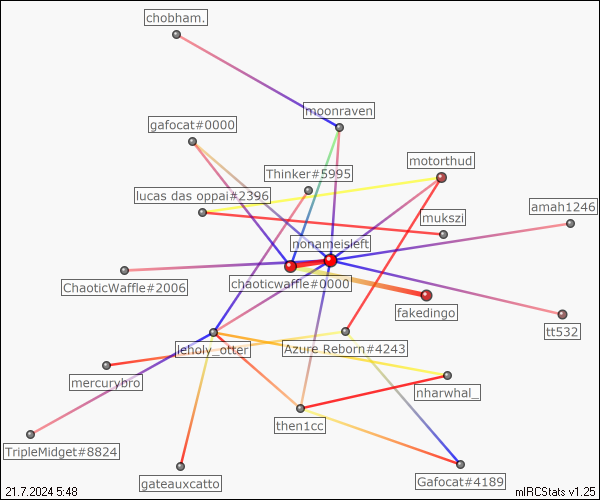 chobham.
moonraven
gafocat#0000
motorthud
Thinker#5995
lucas das oppai#2396
amah1246
mukszi
nonameisleft
ChaoticWaffle#2006
chaoticwaffle#0000
fakedingo
tt532
leholy_otter
Azure Reborn#4243
mercurybro
nharwhal_
then1cc
TripleMidget#8824
gateauxcatto
Gafocat#4189
21.7.2024 5:48
mIRCStats v1.25